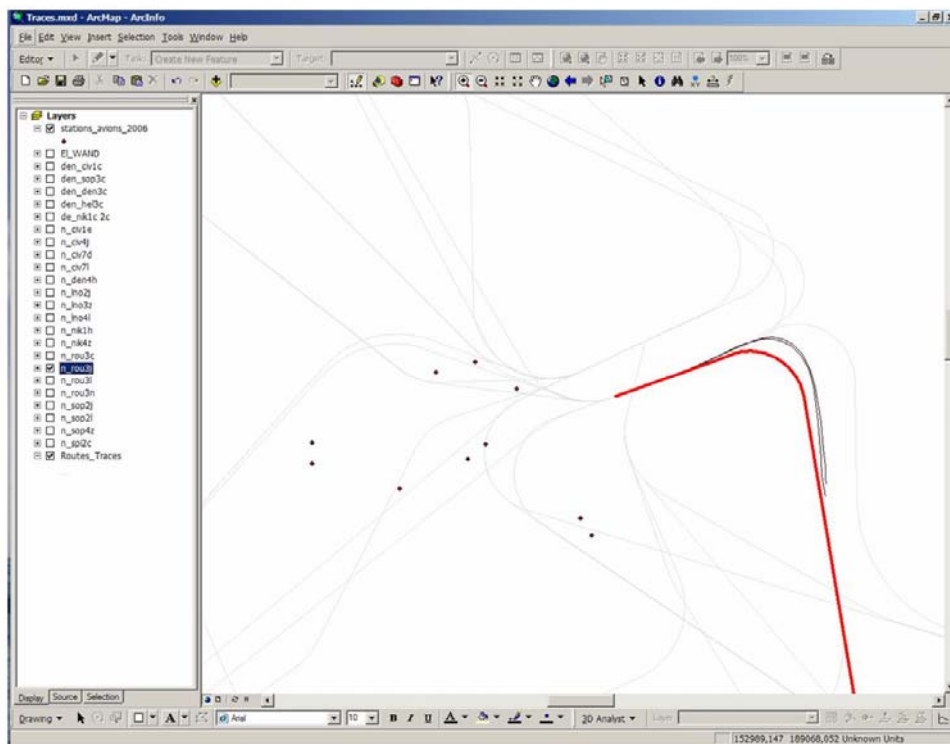 Traces.mxd - ArcMap - ArcInfo
File Edit View Insert Selection Tools Window Help
Editor Task: Create New Feature Target: 100%
Layers
stations_avions_2006
El_WAND
den_civ1c
den_sop3c
den_den3c
den_hel3c
de_nik1c 2c
n_civ1e
n_civ4j
n_civ7d
n_civ7l
n_den4h
n_lno2j
n_lno3z
n_lno4l
n_nik1h
n_nik4z
n_rou3c
n_rou3j
n_rou3l
n_rou3n
n_sop2j
n_sop2l
n_sop4z
n_spi2c
Routes_Traces
Display Source Selection
Drawing A Arial 10 B I U A 3D Analyst Layer
152989,147 189068,052 Unknown Units